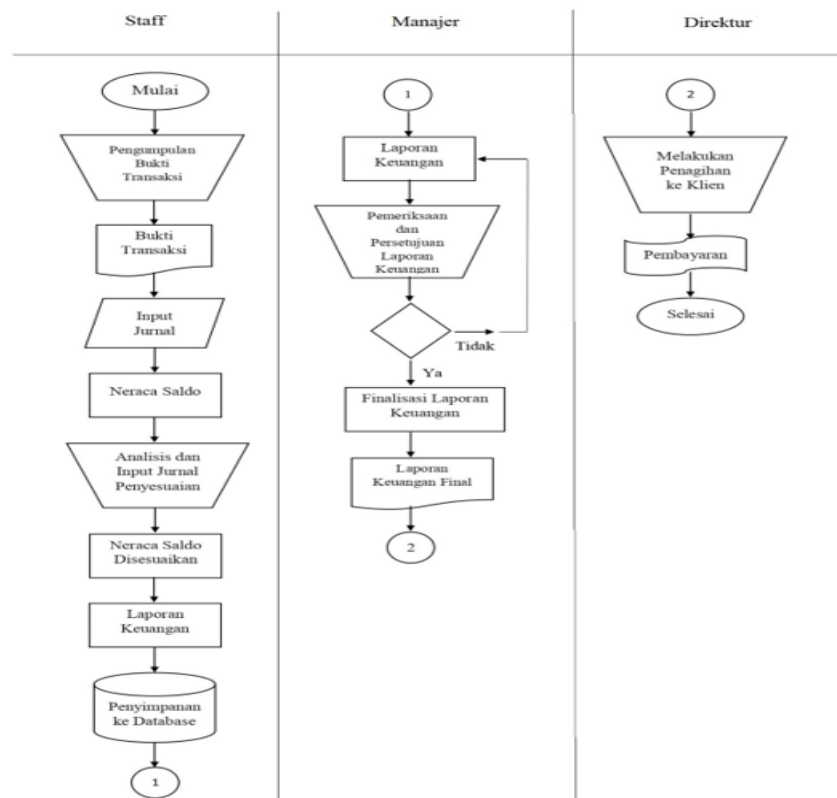 Staff
Manajer
Direktur
Mulai
Pengumpulan
Bukti
Transaksi
Bukti
Transaksi
Input
Jurnal
Neraca Saldo
Analisis dan
Input Jurnal
Penyesuaian
Neraca Saldo
Disesuaikan
Laporan
Keuangan
Penyimpanan
ke Database
1
1
Laporan
Keuangan
Pemeriksaan
dan
Persetujuan
Laporan
Keuangan
Tidak
Ya
Finalisasi Laporan
Keuangan
Laporan
Keuangan Final
2
2
Melakukan
Penagihan
ke Klien
Pembayaran
Selesai